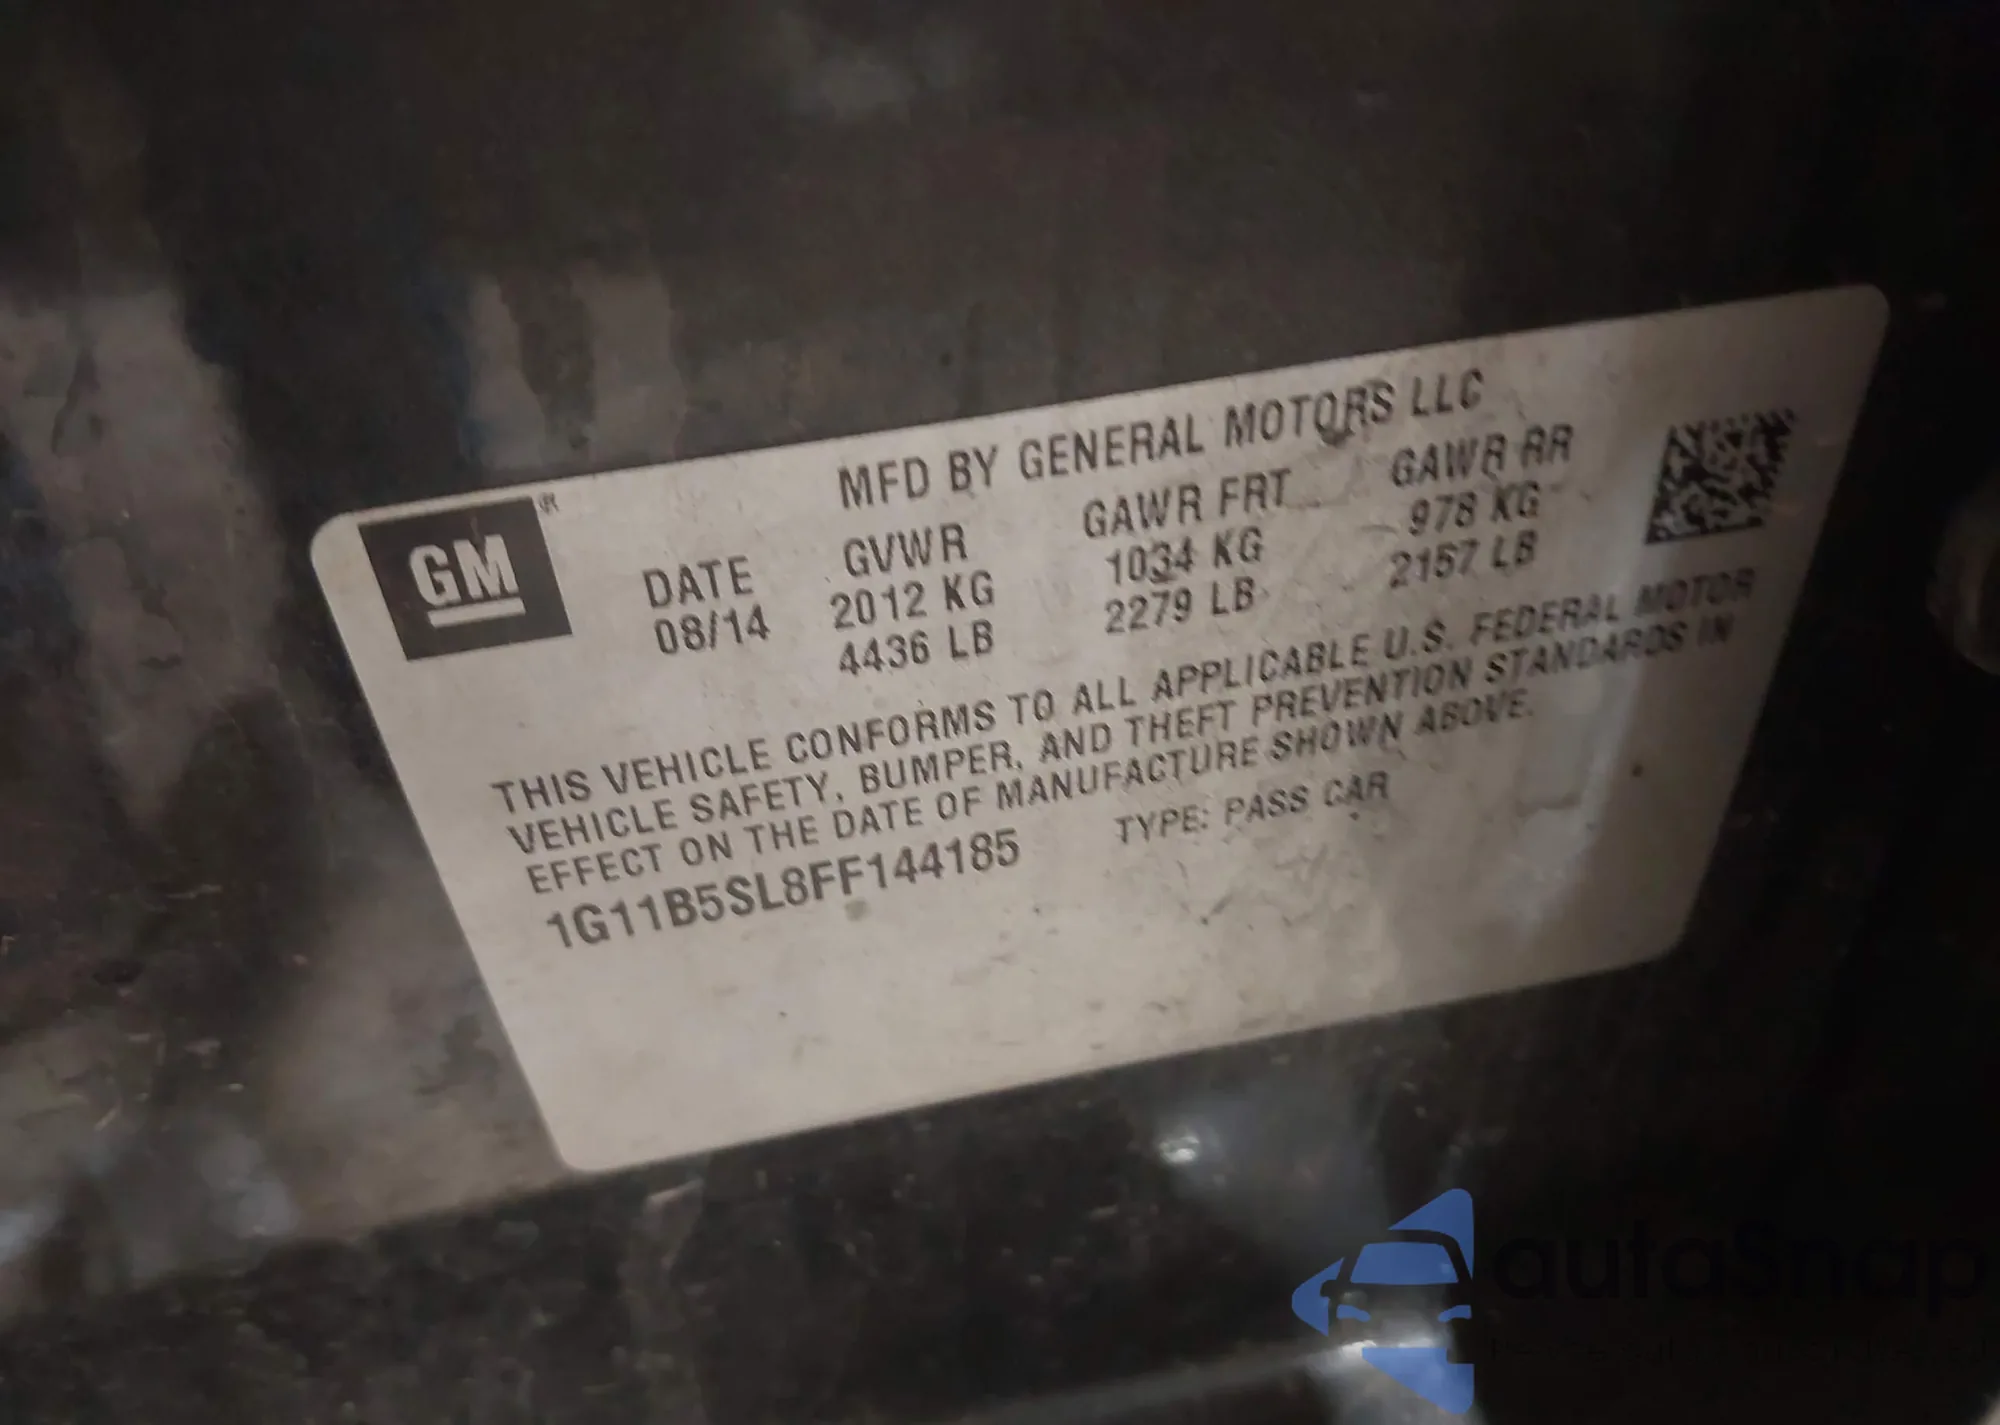 MFD BY GENERAL MOTORS LLC
GM®
DATE GVWR GAWR FRT GAWR RR
08/14 2012 KG 1034 KG 978 KG
4436 LB 2279 LB 2157 LB
THIS VEHICLE CONFORMS TO ALL APPLICABLE U.S. FEDERAL MOTOR
VEHICLE SAFETY, BUMPER, AND THEFT PREVENTION STANDARDS IN
EFFECT ON THE DATE OF MANUFACTURE SHOWN ABOVE.
1G11B5SL8FF144185 TYPE: PASS CAR
autasnap